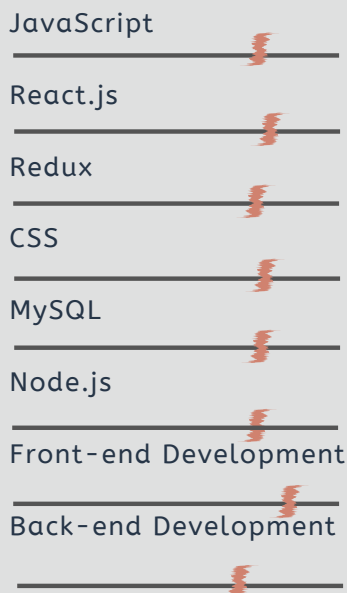 JavaScript
React.js
Redux
CSS
MySQL
Node.js
Front-end Development
Back-end Development